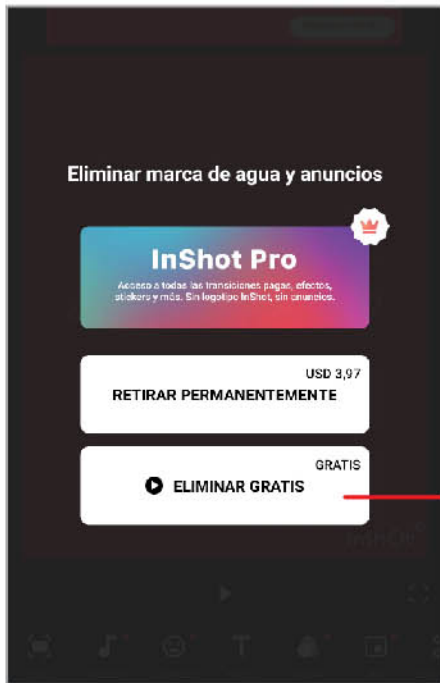 Eliminar marca de agua y anuncios
InShot Pro
Acceso a todas las transiciones pagas, efectos,
stickers y más. Sin logotipo InShot, sin anuncios.
USD 3,97
RETIRAR PERMANENTEMENTE
GRATIS
ELIMINAR GRATIS
InShOt
T